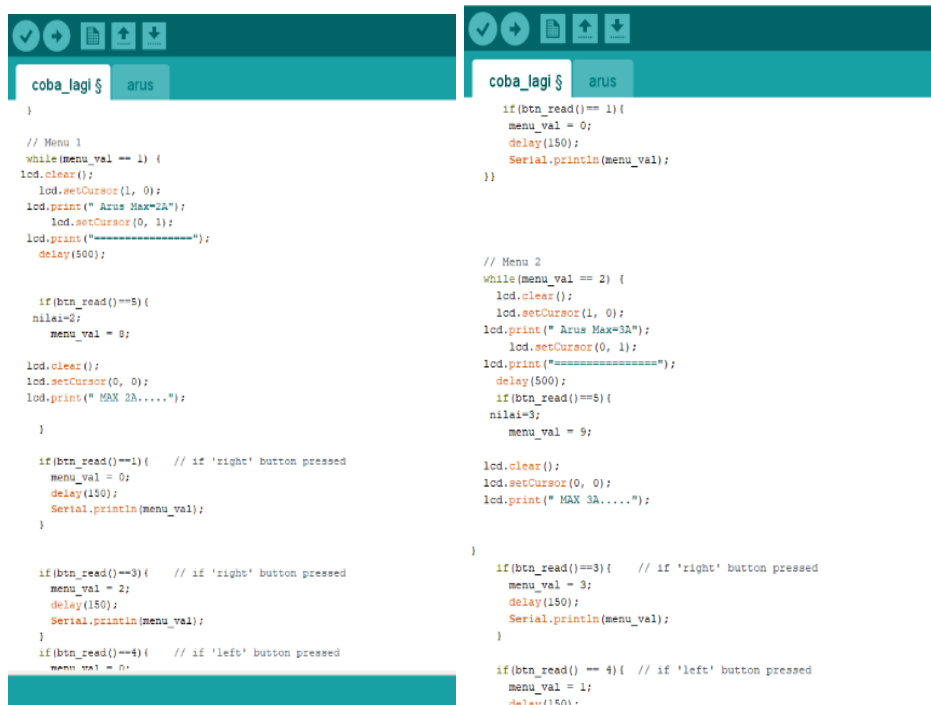 coba_lagi § arus
}
// Menu 1
while(menu_val == 1) {
lcd.clear();
lcd.setCursor(1, 0);
lcd.print(" Arus Max=2A");
lcd.setCursor(0, 1);
lcd.print("================");
delay(500);
if(btn_read()==5){
nilai=2;
menu_val = 8;
lcd.clear();
lcd.setCursor(0, 0);
lcd.print(" MAX 2A.....");
}
if(btn_read()==1){ // if 'right' button pressed
menu_val = 0;
delay(150);
Serial.println(menu_val);
}
if(btn_read()==3){ // if 'right' button pressed
menu_val = 2;
delay(150);
Serial.println(menu_val);
}
if(btn_read()==4){ // if 'left' button pressed
menu_val = 0;
coba_lagi § arus
if(btn_read()== 1){
menu_val = 0;
delay(150);
Serial.println(menu_val);
}}
// Menu 2
while(menu_val == 2) {
lcd.clear();
lcd.setCursor(1, 0);
lcd.print(" Arus Max=3A");
lcd.setCursor(0, 1);
lcd.print("=================");
delay(500);
if(btn_read()==5){
nilai=3;
menu_val = 9;
lcd.clear();
lcd.setCursor(0, 0);
lcd.print(" MAX 3A.....");
}
if(btn_read()==3){ // if 'right' button pressed
menu_val = 3;
delay(150);
Serial.println(menu_val);
}
if(btn_read() == 4){ // if 'left' button pressed
menu_val = 1;
delay(150);